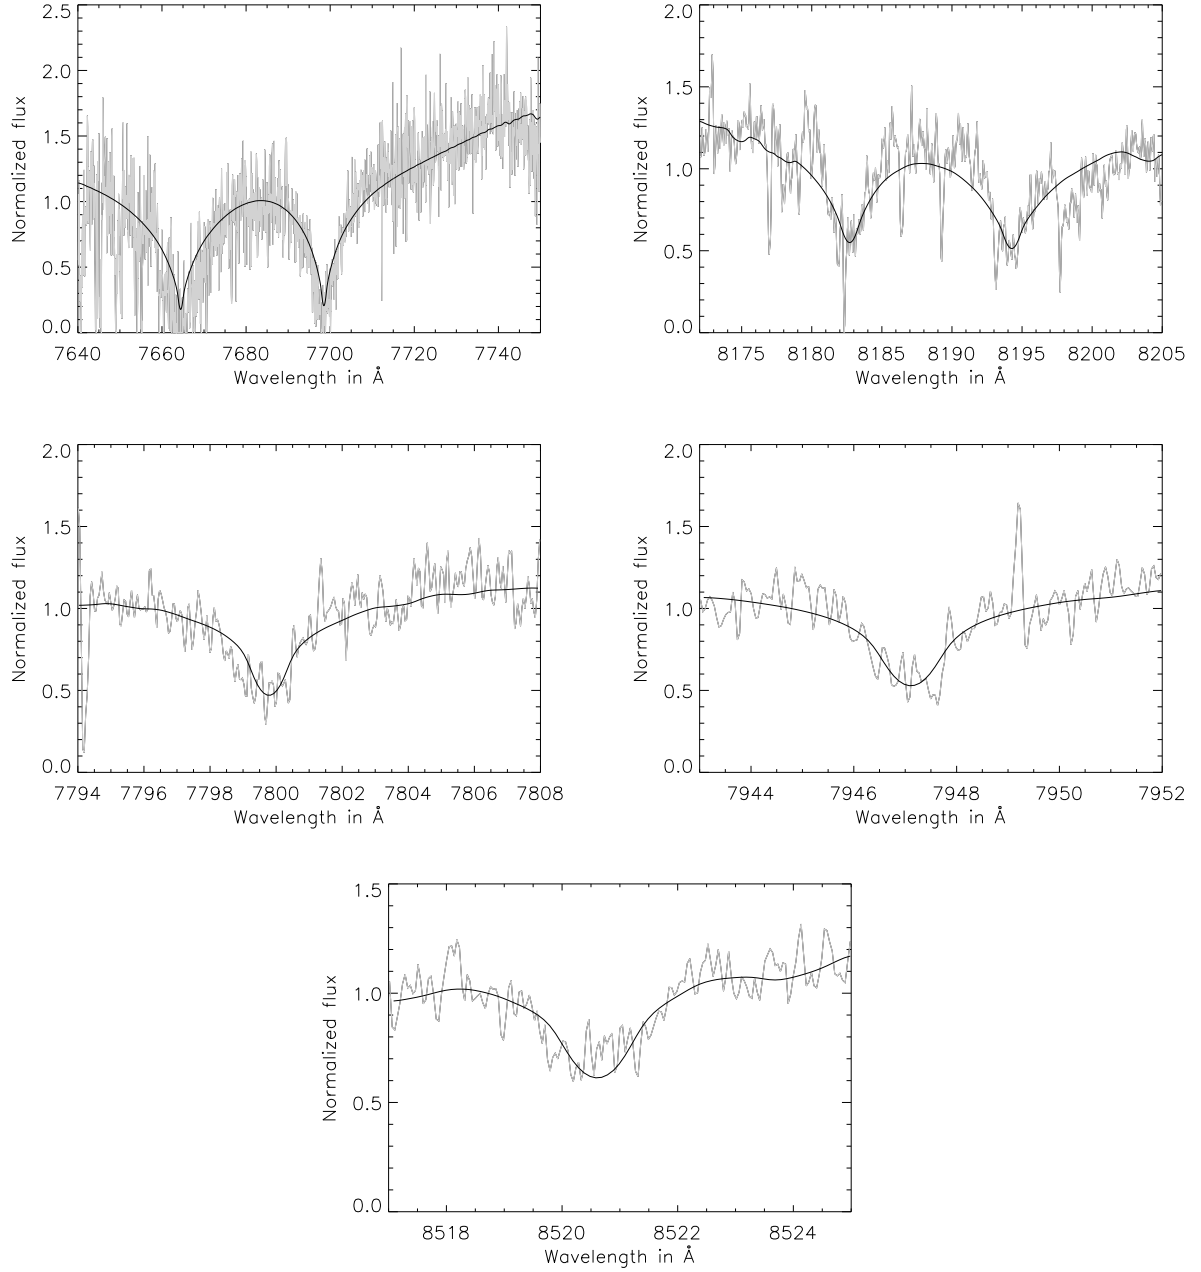 2.5
2.0
1.5
1.0
0.5
0.0
Normalized flux
7640 7660 7680 7700 7720 7740
Wavelength in Å
2.0
1.5
1.0
0.5
0.0
Normalized flux
8175 8180 8185 8190 8195 8200 8205
Wavelength in Å
2.0
1.5
1.0
0.5
0.0
Normalized flux
7794 7796 7798 7800 7802 7804 7806 7808
Wavelength in Å
2.0
1.5
1.0
0.5
0.0
Normalized flux
7944 7946 7948 7950 7952
Wavelength in Å
1.5
1.0
0.5
0.0
Normalized flux
8518 8520 8522 8524
Wavelength in Å